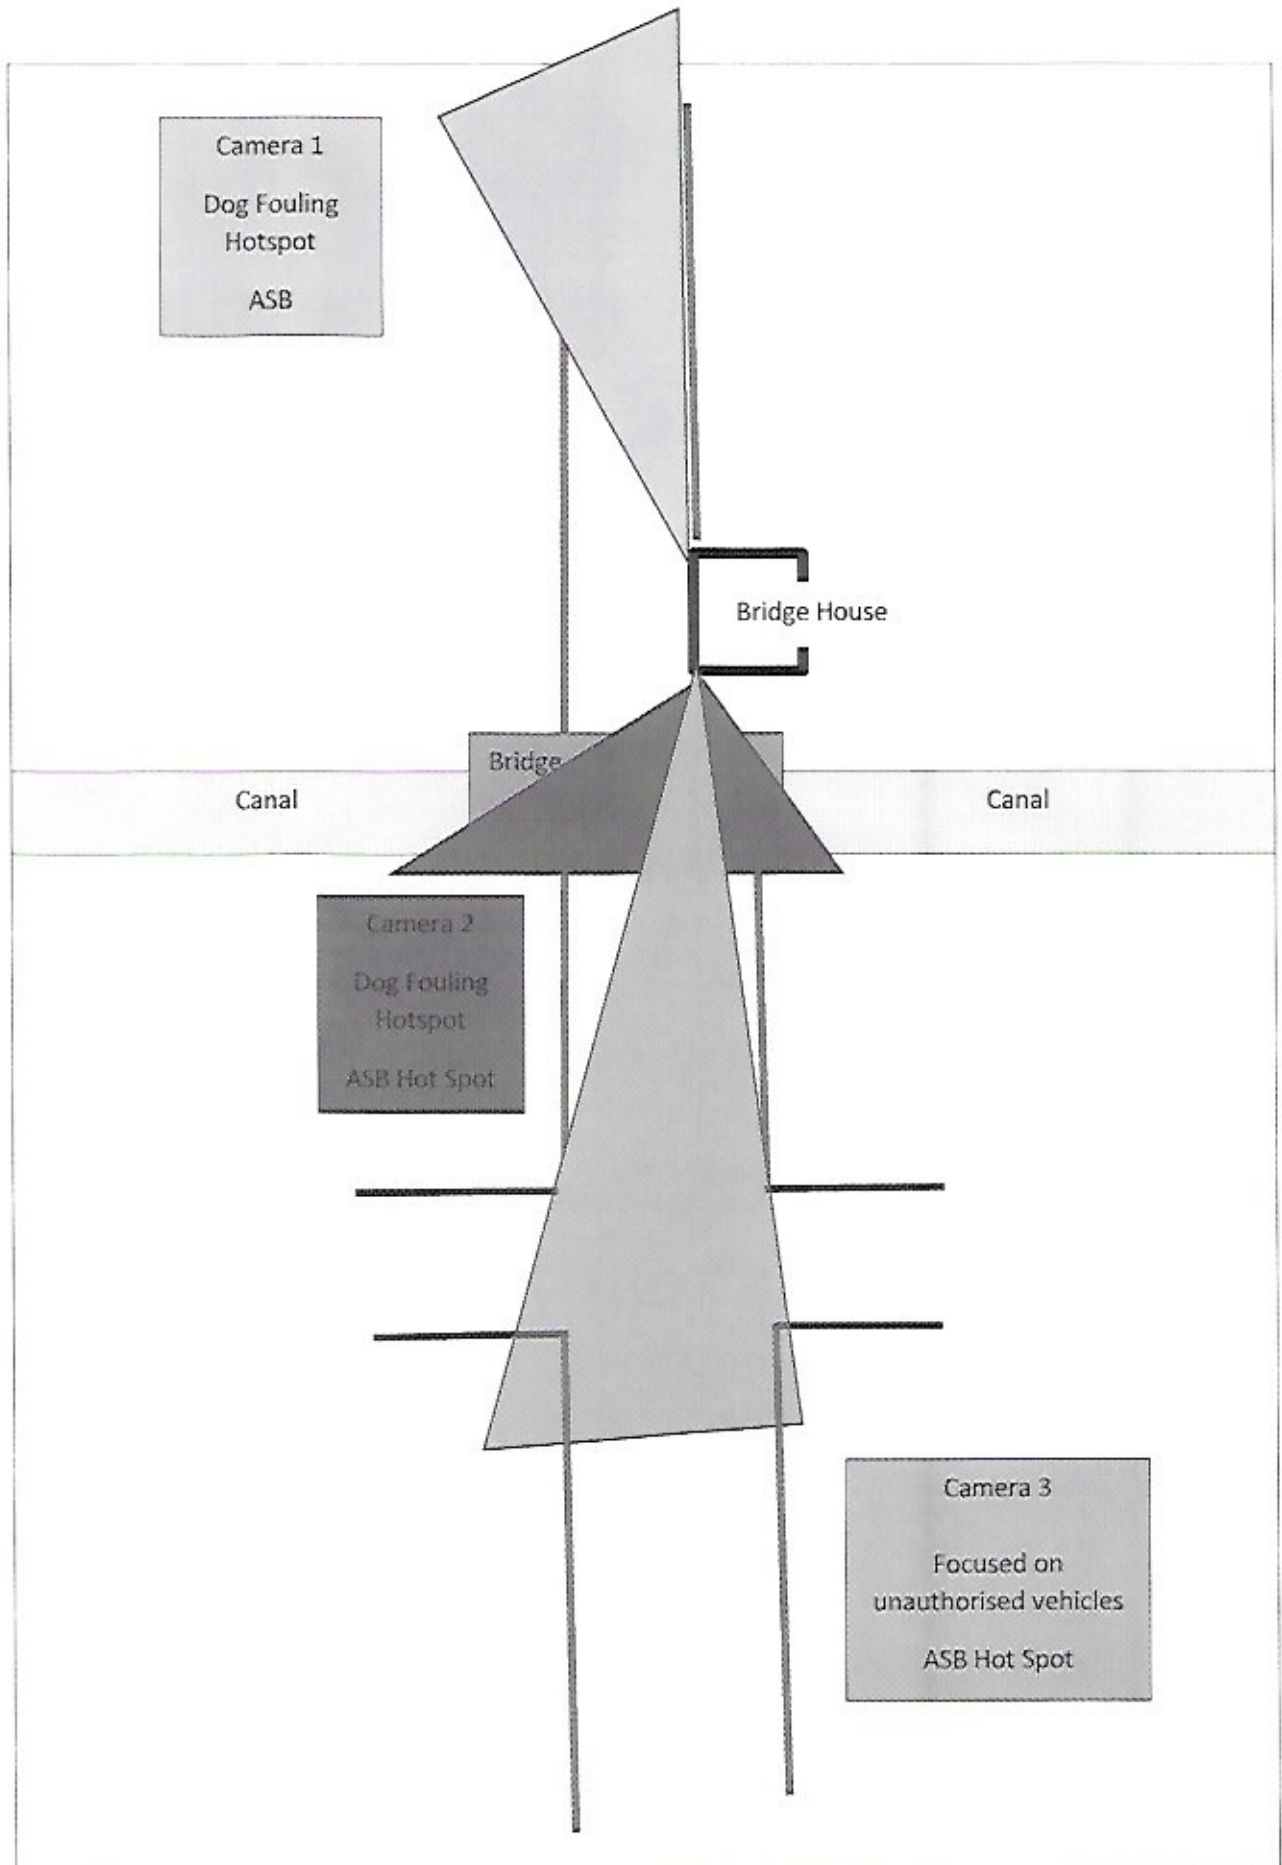 Camera 1
Dog Fouling
Hotspot
ASB
Bridge House
Bridge
Canal
Canal
Camera 2
Dog Fouling
Hotspot
ASB Hot Spot
Camera 3
Focused on
unauthorised vehicles
ASB Hot Spot